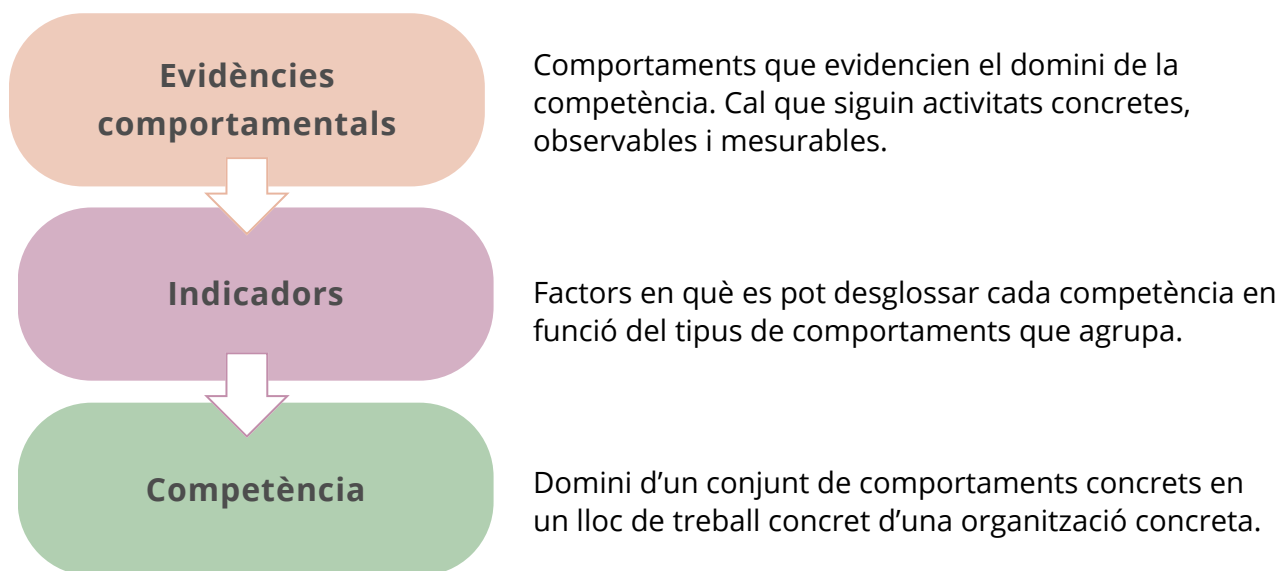 Evidències
comportamentals
Comportaments que evidencien el domini de la
competència. Cal que siguin activitats concretes,
observables i mesurables.
Indicadors
Factors en què es pot desglossar cada competència en
funció del tipus de comportaments que agrupa.
Competència
Domini d’un conjunt de comportaments concrets en
un lloc de treball concret d’una organització concreta.